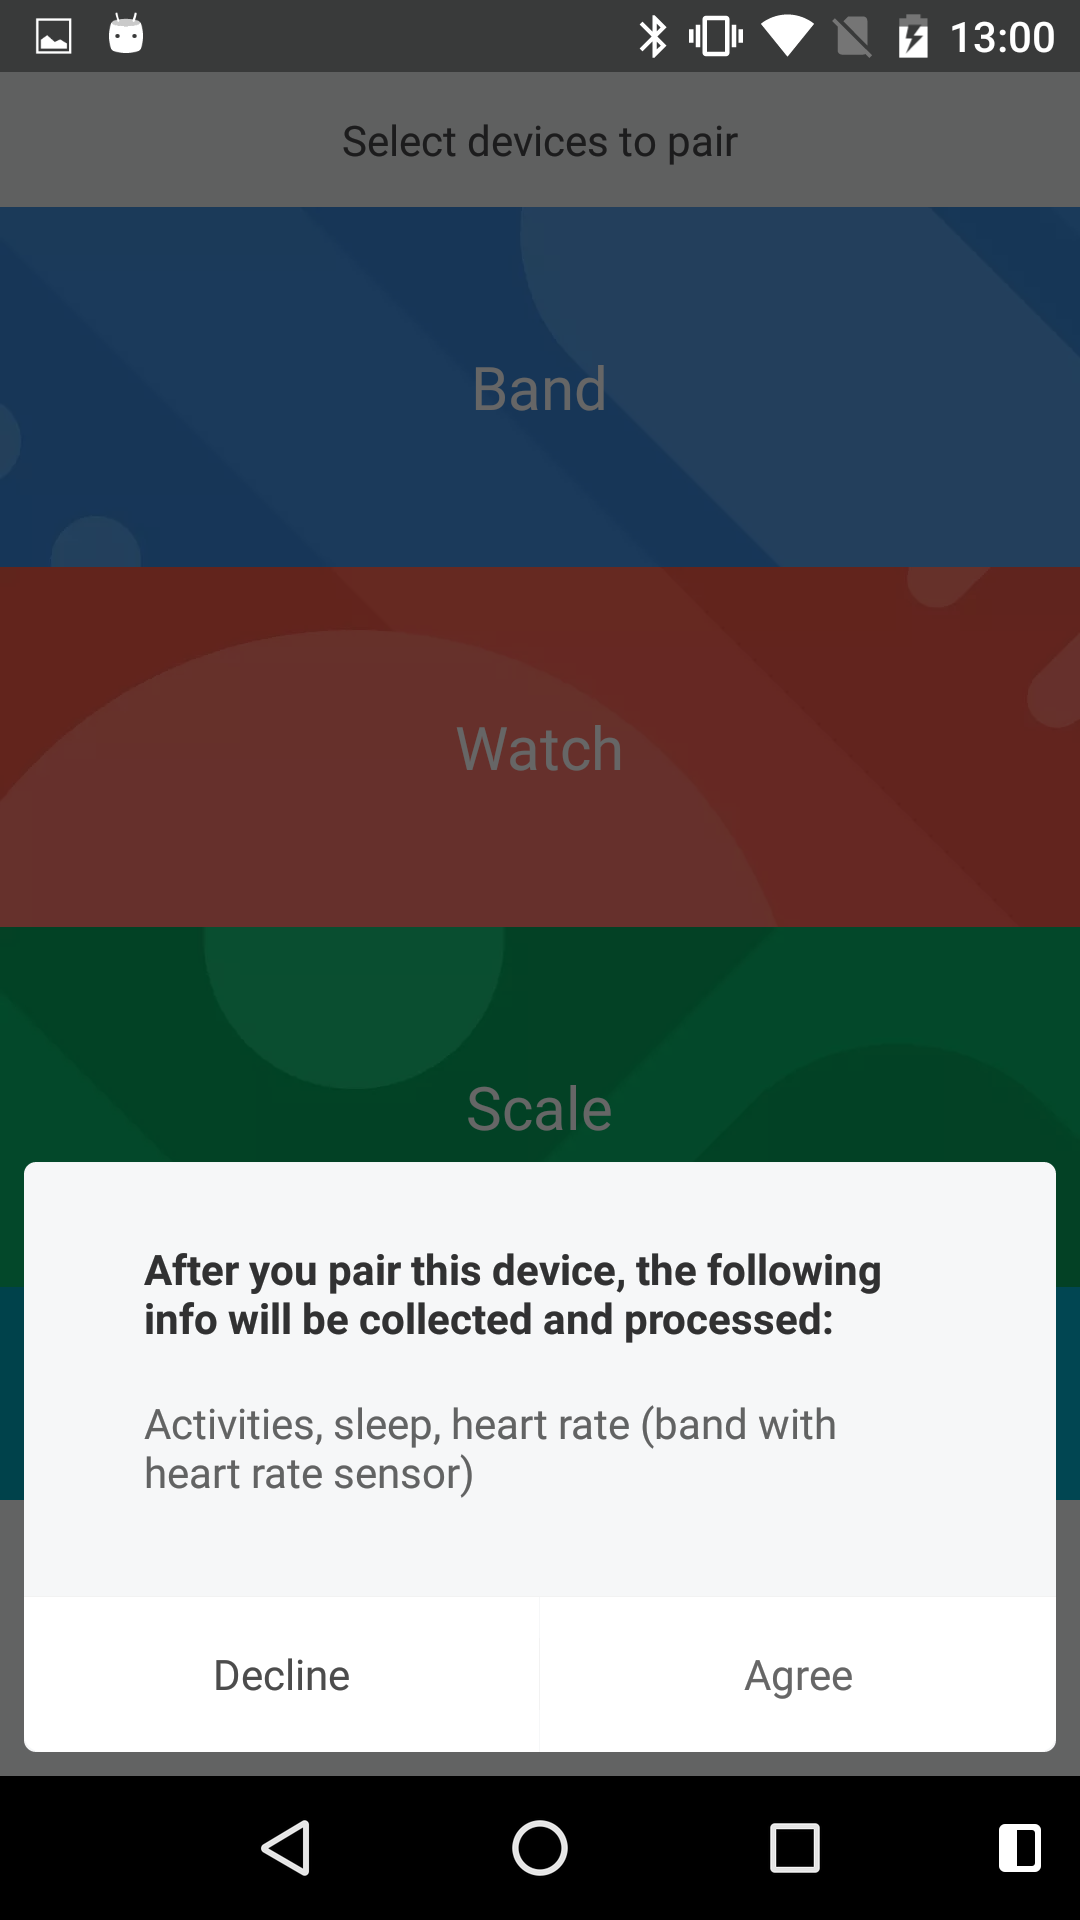 13:00
Select devices to pair
Band
Watch
Scale
After you pair this device, the following
info will be collected and processed:
Activities, sleep, heart rate (band with
heart rate sensor)
Decline
Agree